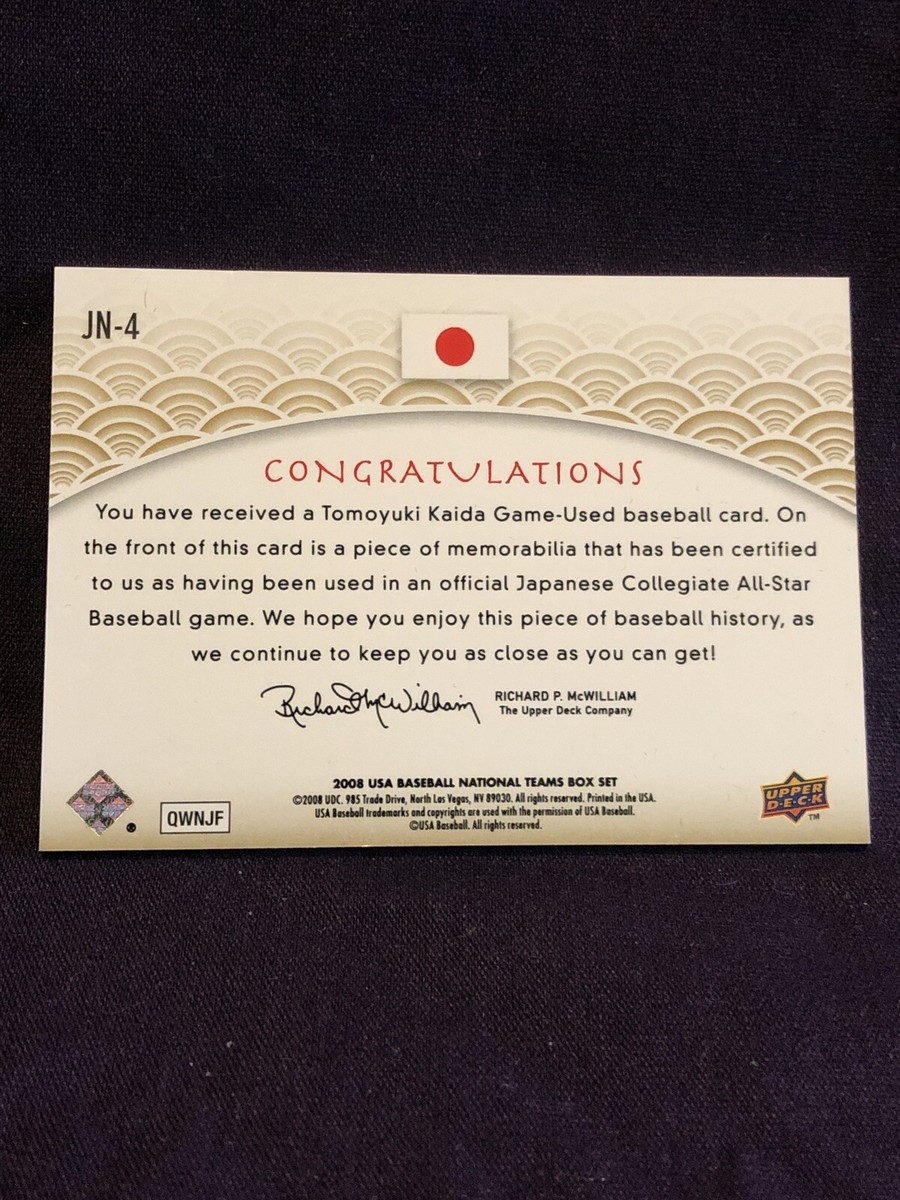 JN-4
CONGRATULATIONS
You have received a Tomoyuki Kaida Game-Used baseball card. On
the front of this card is a piece of memorabilia that has been certified
to us as having been used in an official Japanese Collegiate All-Star
Baseball game. We hope you enjoy this piece of baseball history, as
we continue to keep you as close as you can get!
Richard McWilliam
RICHARD P. McWILLIAM
The Upper Deck Company
2008 USA BASEBALL NATIONAL TEAMS BOX SET
©2008 UDC. 985 Trade Drive, North Las Vegas, NV 89030. All rights reserved. Printed in the USA.
USA Baseball trademarks and copyrights are used with the permission of USA Baseball.
©USA Baseball. All rights reserved.
®
QWNJF
UPPER
D·E·C·K
TM